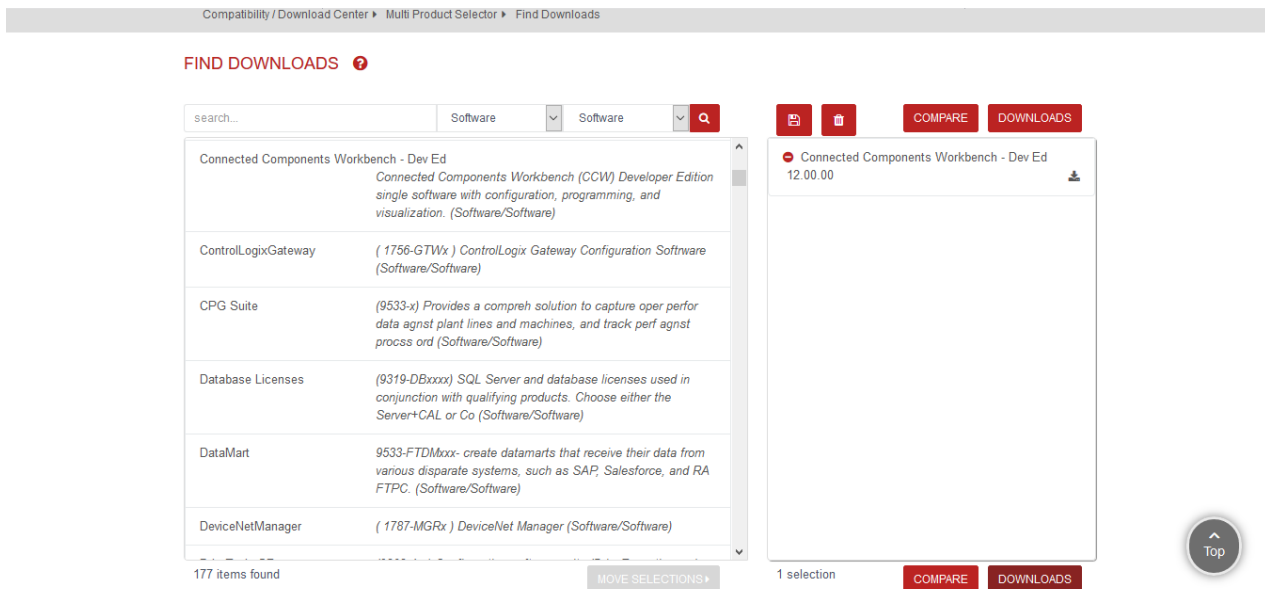 Compatibility / Download Center Multi Product Selector Find Downloads
FIND DOWNLOADS ?
search... Software Software
COMPARE DOWNLOADS
Connected Components Workbench - Dev Ed
Connected Components Workbench (CCW) Developer Edition
single software with configuration, programming, and
visualization. (Software/Software)
ControlLogixGateway ( 1756-GTWx ) ControlLogix Gateway Configuration Softrware
(Software/Software)
CPG Suite (9533-x) Provides a compreh solution to capture oper perfor
data agnst plant lines and machines, and track perf agnst
procss ord (Software/Software)
Database Licenses (9319-DBxxxx) SQL Server and database licenses used in
conjunction with qualifying products. Choose either the
Server+CAL or Co (Software/Software)
DataMart 9533-FTDMxxx- create datamarts that receive their data from
various disparate systems, such as SAP, Salesforce, and RA
FTPC. (Software/Software)
DeviceNetManager ( 1787-MGRx ) DeviceNet Manager (Software/Software)
177 items found
MOVE SELECTIONS
Connected Components Workbench - Dev Ed
12.00.00
1 selection
COMPARE DOWNLOADS
Top